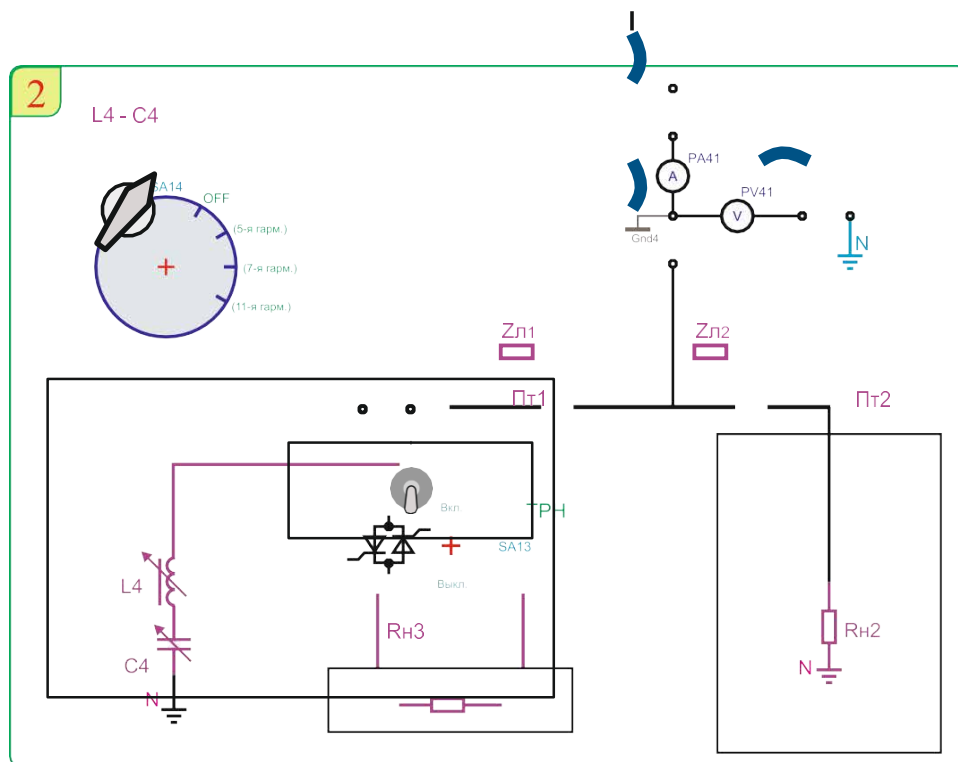 2
L4 - C4
SA14
OFF
(5-я гарм.)
(7-я гарм.)
(11-я гарм.)
PA41
A
PV41
V
Gnd4
N
Zл1
Zл2
Пт1
Пт2
Вкл.
ТРН
SA13
Выкл.
L4
C4
N
Rн3
Rн2
N